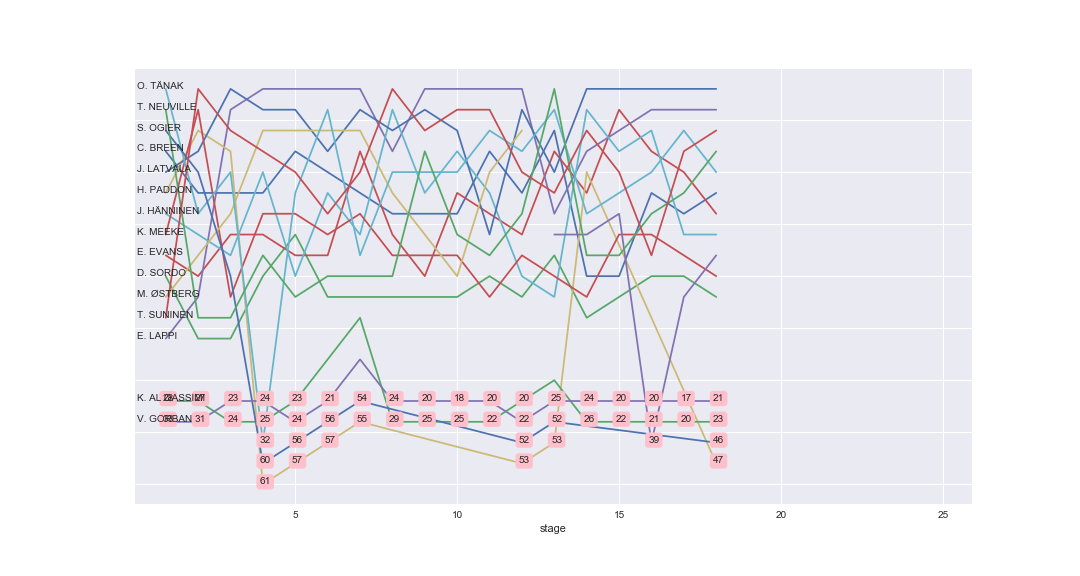 O. TÄNAK
T. NEUVILLE
S. OGIER
C. BREEN
J. LATVALA
H. PADDON
J. HÄNNINEN
K. MEEKE
E. EVANS
D. SORDO
M. ØSTBERG
T. SUNINEN
E. LAPPI
K. AL 23 24 23 21 54 24 20 18 20 20 25 24 20 20 17 21
V. 31 24 25 24 56 55 29 25 25 22 22 52 26 22 21 20 23
32 56 57 52 53 39 46
60 57 53 47
61
5 10 15 20 25
stage